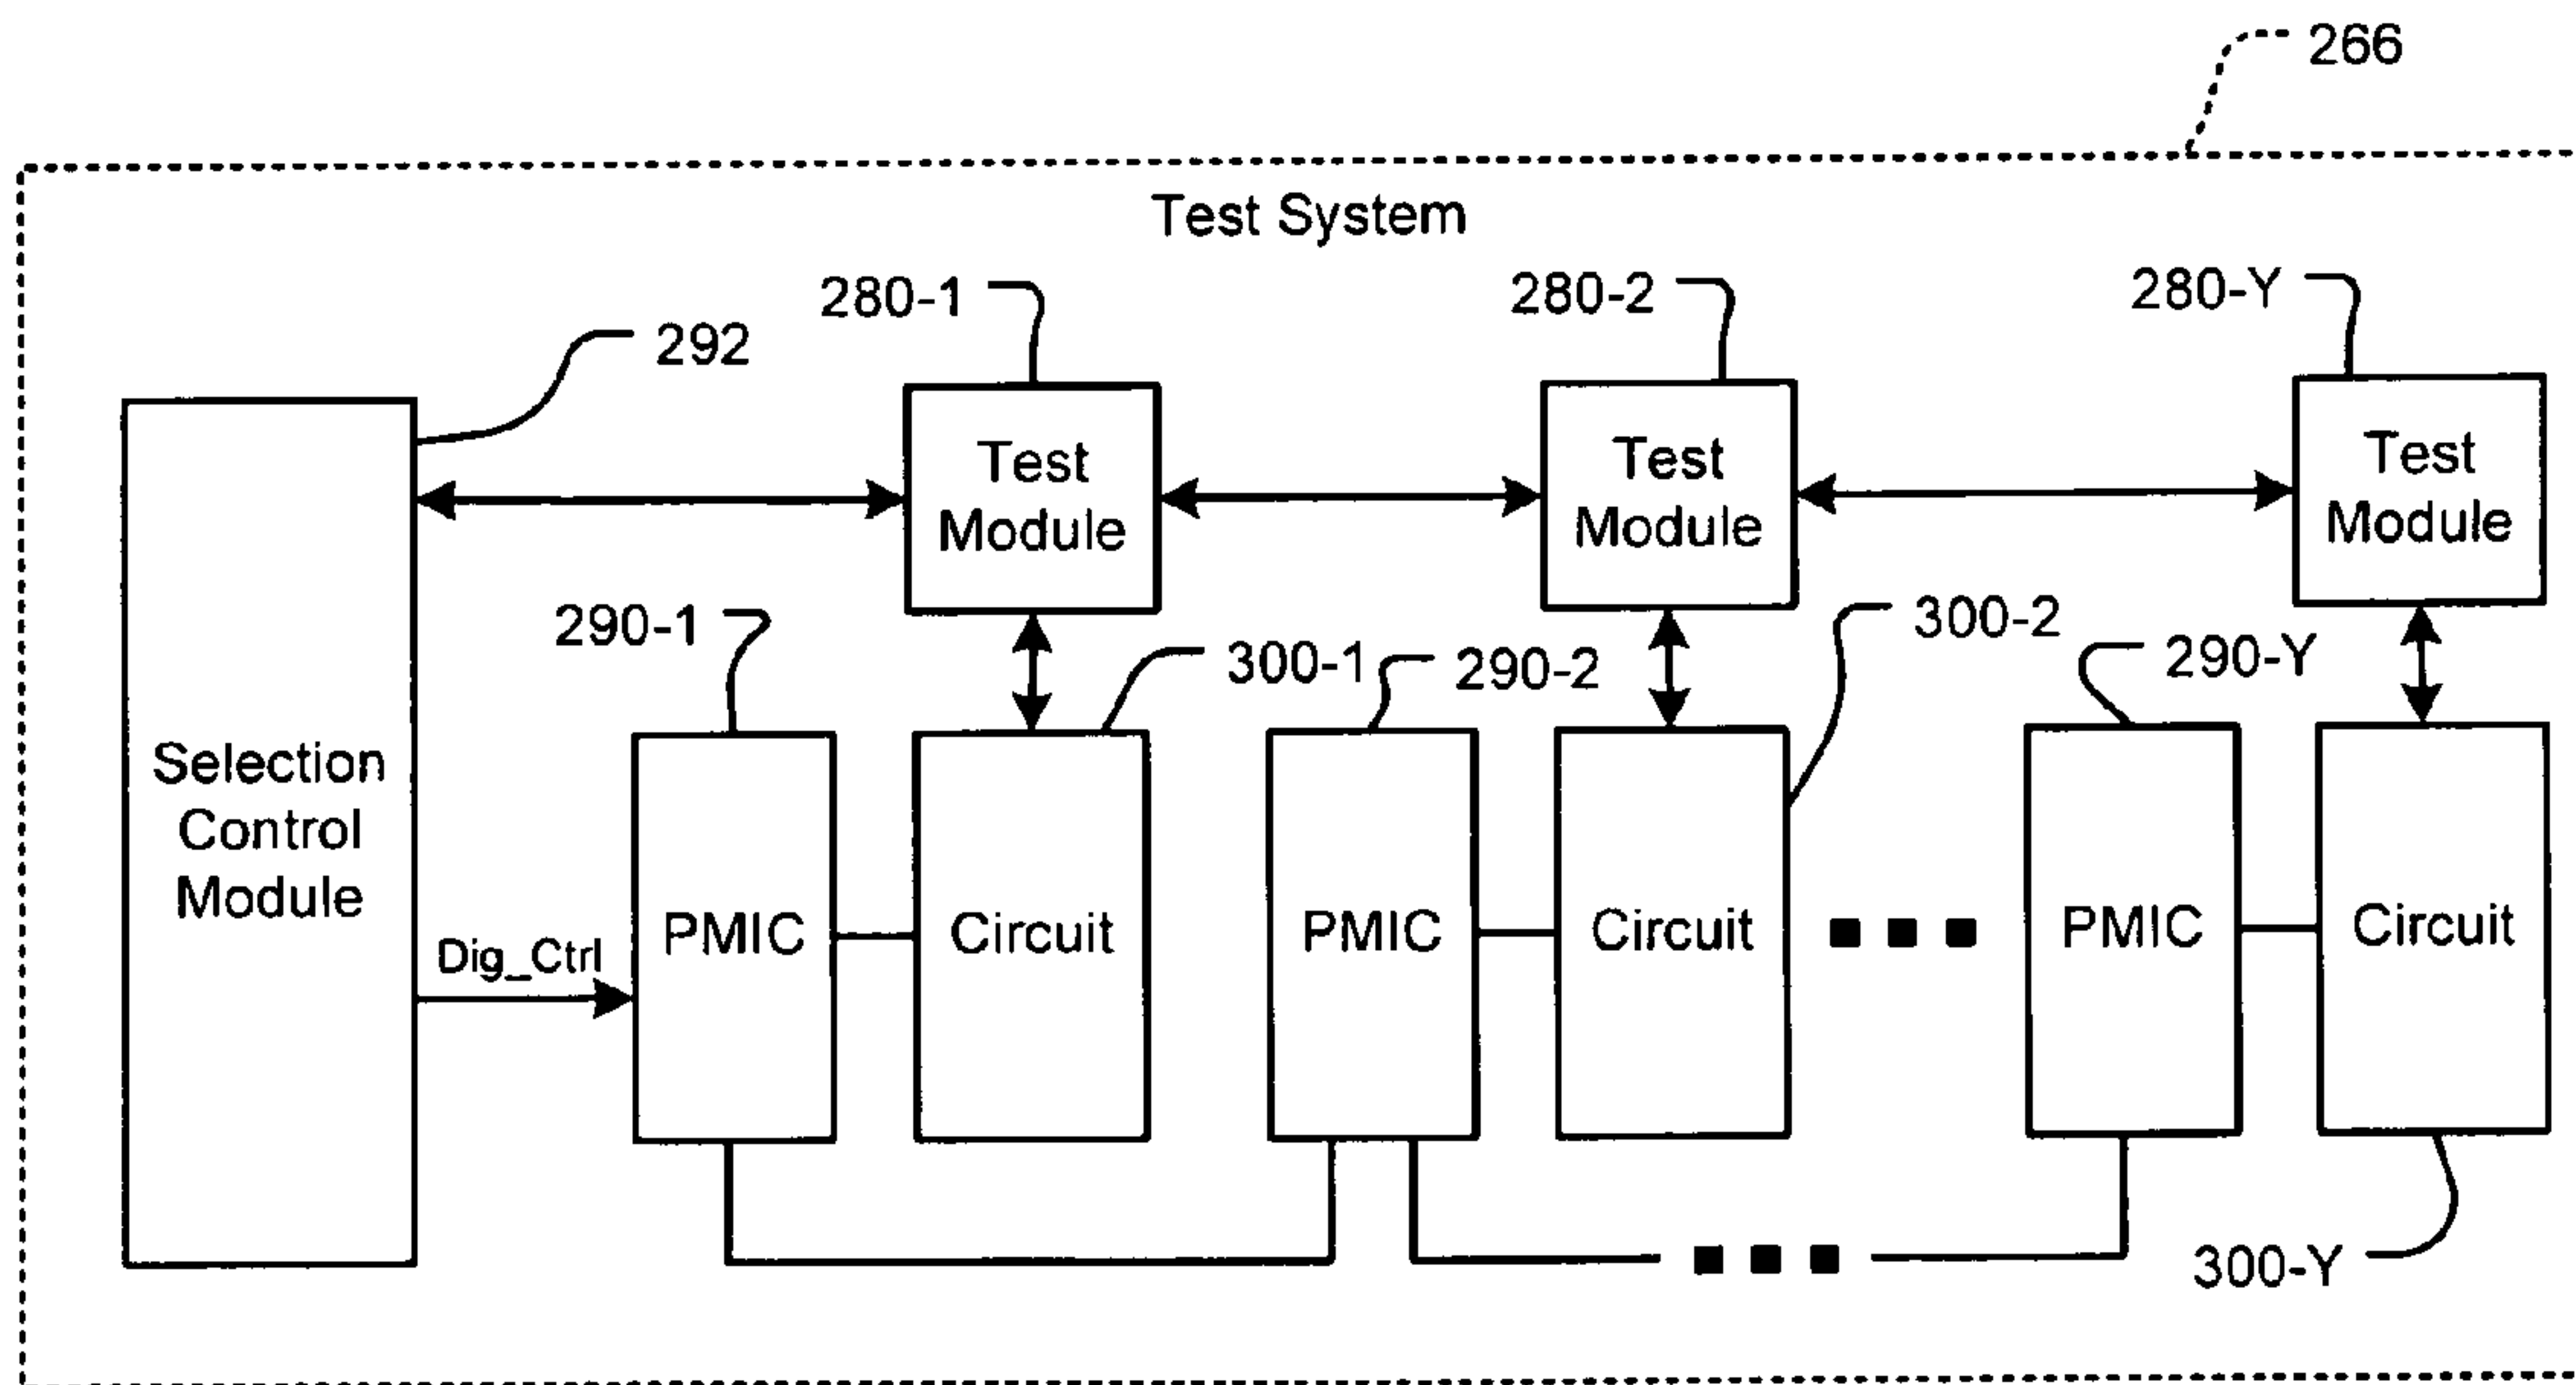 266
Test System
280-1
280-2
280-Y
292
Test
Module
Test
Module
Test
Module
290-1
300-1
290-2
300-2
290-Y
Selection
Control
Module
Dig_Ctrl
PMIC
Circuit
PMIC
Circuit
PMIC
Circuit
300-Y